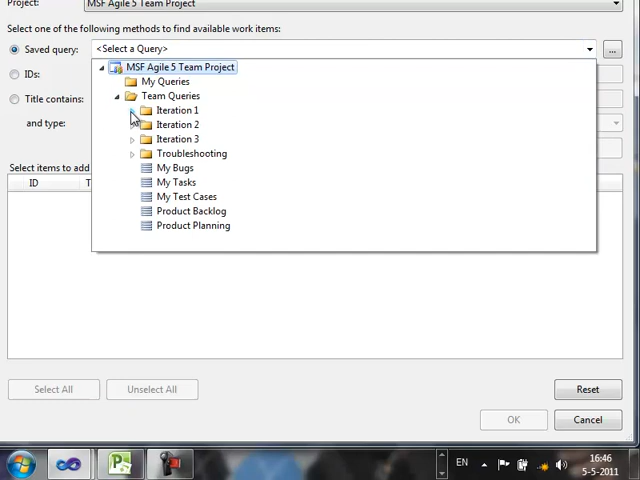 Project: MSF Agile 5 Team Project
Select one of the following methods to find available work items:
Saved query: <Select a Query> ...
MSF Agile 5 Team Project
IDs:
My Queries
Title contains:
Team Queries
Iteration 1
and type:
Iteration 2
Iteration 3
Troubleshooting
Select items to add
My Bugs
ID T
My Tasks
My Test Cases
Product Backlog
Product Planning
Select All Unselect All Reset
OK Cancel
EN 16:46
5-5-2011